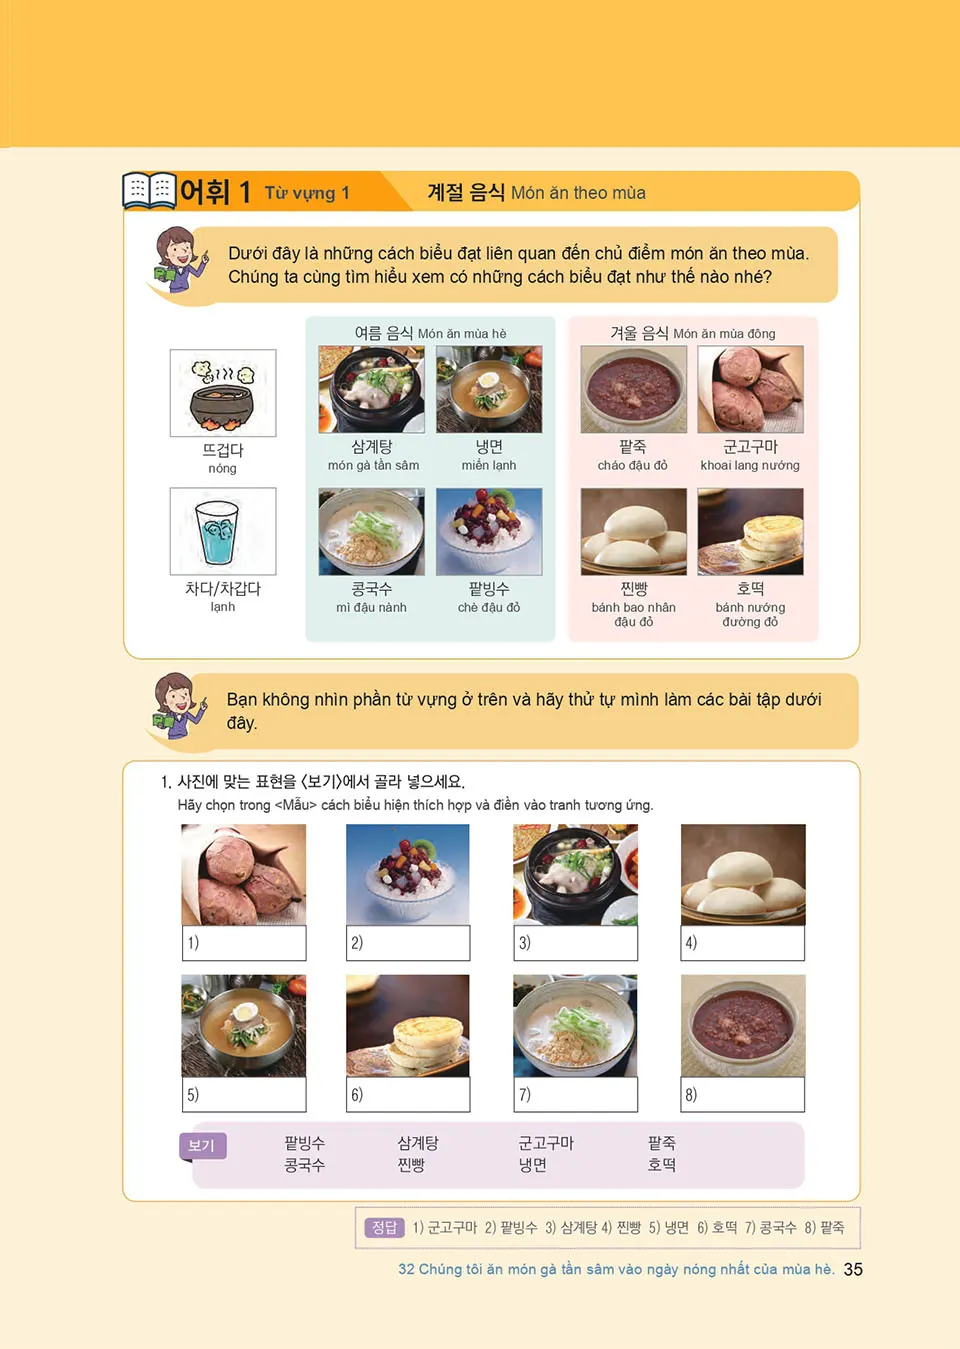 어휘 1 Từ vựng 1 계절 음식 Món ăn theo mùa
Dưới đây là những cách biểu đạt liên quan đến chủ điểm món ăn theo mùa.
Chúng ta cùng tìm hiểu xem có những cách biểu đạt như thế nào nhé?
여름 음식 Món ăn mùa hè
겨울 음식 Món ăn mùa đông
뜨겁다
nóng
삼계탕
món gà tần sâm
냉면
miến lạnh
팥죽
cháo đậu đỏ
군고구마
khoai lang nướng
차다/차갑다
lạnh
콩국수
mì đậu nành
팥빙수
chè đậu đỏ
찐빵
bánh bao nhân
đậu đỏ
호떡
bánh nướng
đường đỏ
Bạn không nhìn phần từ vựng ở trên và hãy thử tự mình làm các bài tập dưới
đây.
1. 사진에 맞는 표현을 〈보기〉에서 골라 넣으세요.
Hãy chọn trong <Mẫu> cách biểu hiện thích hợp và điền vào tranh tương ứng.
1)
2)
3)
4)
5)
6)
7)
8)
보기
팥빙수 삼계탕 군고구마 팥죽
콩국수 찐빵 냉면 호떡
정답 1) 군고구마 2) 팥빙수 3) 삼계탕 4) 찐빵 5) 냉면 6) 호떡 7) 콩국수 8) 팥죽
32 Chúng tôi ăn món gà tần sâm vào ngày nóng nhất của mùa hè. 35